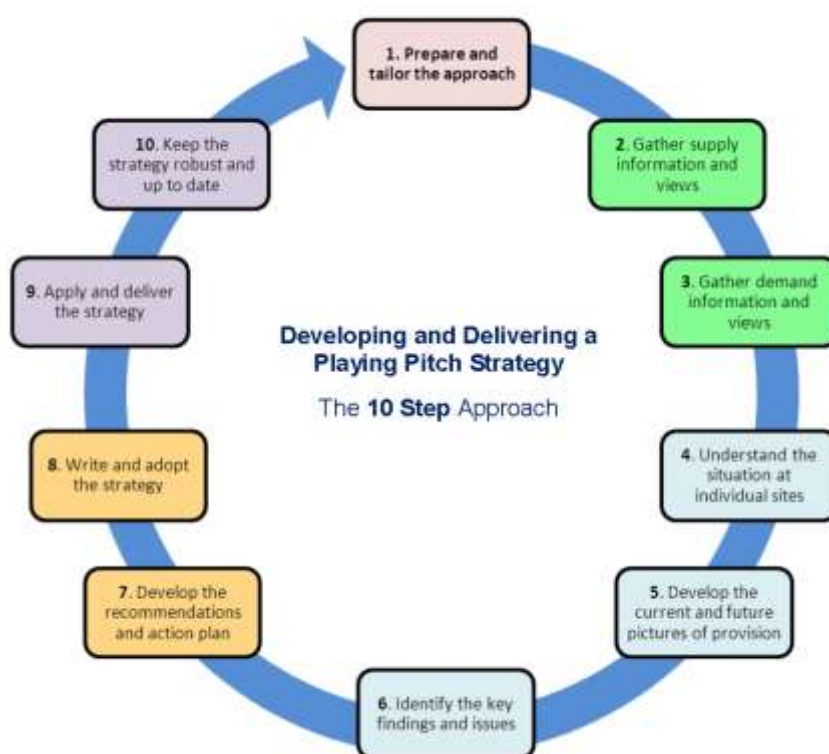 1. Prepare and
tailor the approach
2. Gather supply
information and
views
3. Gather demand
information and
views
4. Understand the
situation at
individual sites
5. Develop the
current and future
pictures of provision
6. Identify the key
findings and issues
7. Develop the
recommendations
and action plan
8. Write and adopt
the strategy
9. Apply and deliver
the strategy
10. Keep the
strategy robust and
up to date
Developing and Delivering a
Playing Pitch Strategy
The 10 Step Approach